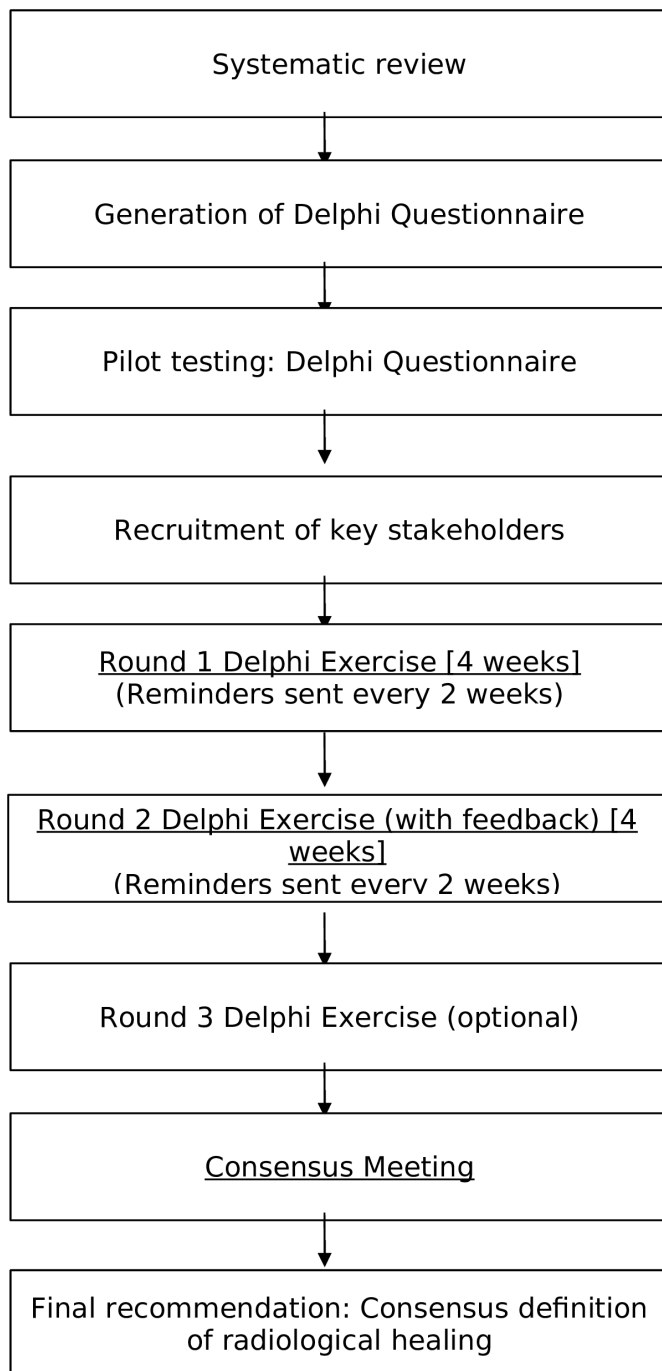 Systematic review
Generation of Delphi Questionnaire
Pilot testing: Delphi Questionnaire
Recruitment of key stakeholders
Round 1 Delphi Exercise [4 weeks]
(Reminders sent every 2 weeks)
Round 2 Delphi Exercise (with feedback) [4
weeks]
(Reminders sent every 2 weeks)
Round 3 Delphi Exercise (optional)
Consensus Meeting
Final recommendation: Consensus definition
of radiological healing